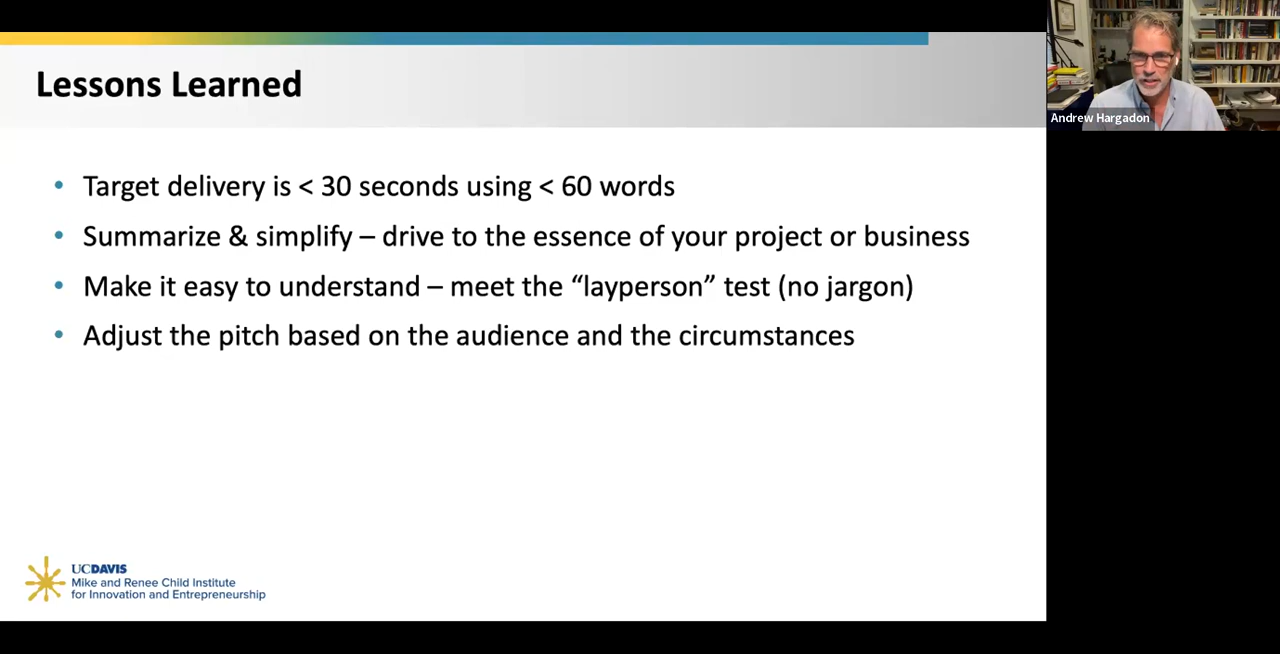 Lessons Learned
Andrew Hargadon
• Target delivery is < 30 seconds using < 60 words
• Summarize & simplify – drive to the essence of your project or business
• Make it easy to understand – meet the “layperson” test (no jargon)
• Adjust the pitch based on the audience and the circumstances
UCDAVIS
Mike and Renee Child Institute
for Innovation and Entrepreneurship